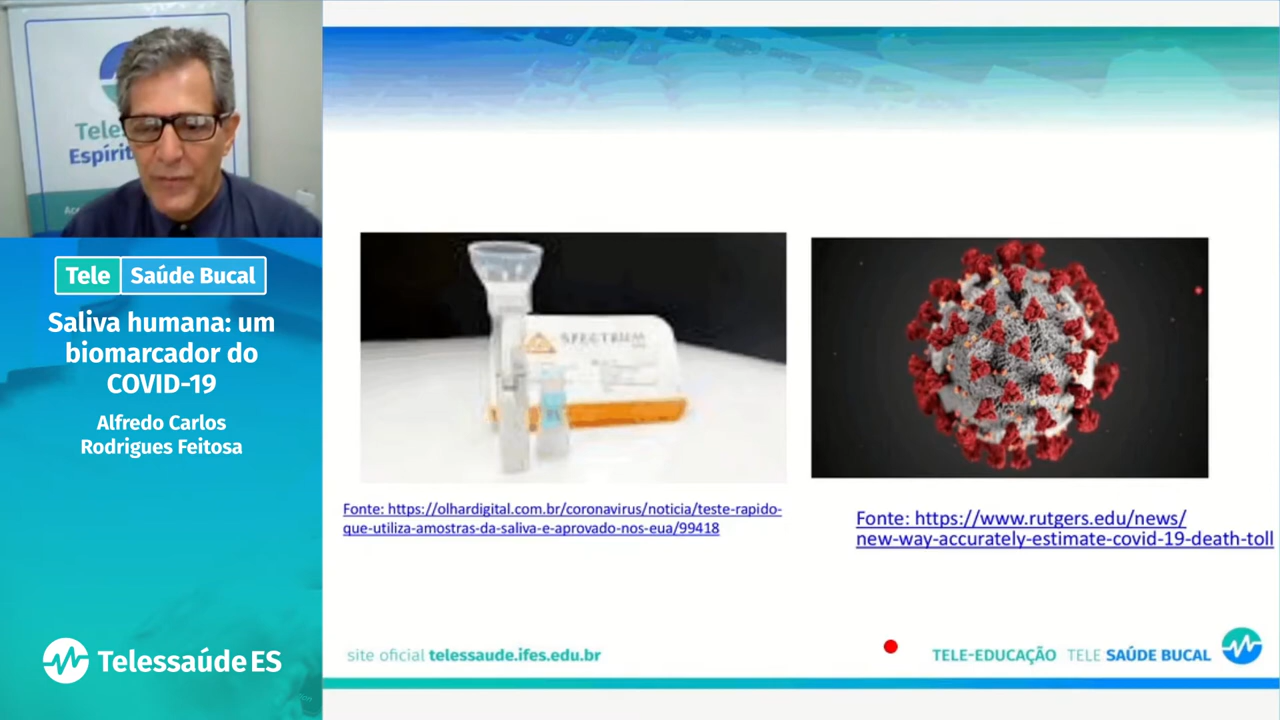 Tele
Espírit
Tele Saúde Bucal
Saliva humana: um
biomarcador do
COVID-19
Alfredo Carlos
Rodrigues Feitosa
Telessaúde ES
SPECTRUM
Fonte: https://olhardigital.com.br/coronavirus/noticia/teste-rapido-
que-utiliza-amostras-da-saliva-e-aprovado-nos-eua/99418
Fonte: https://www.rutgers.edu/news/
new-way-accurately-estimate-covid-19-death-toll
site oficial telessaude.ifes.edu.br
TELE-EDUCAÇÃO TELE SAÚDE BUCAL